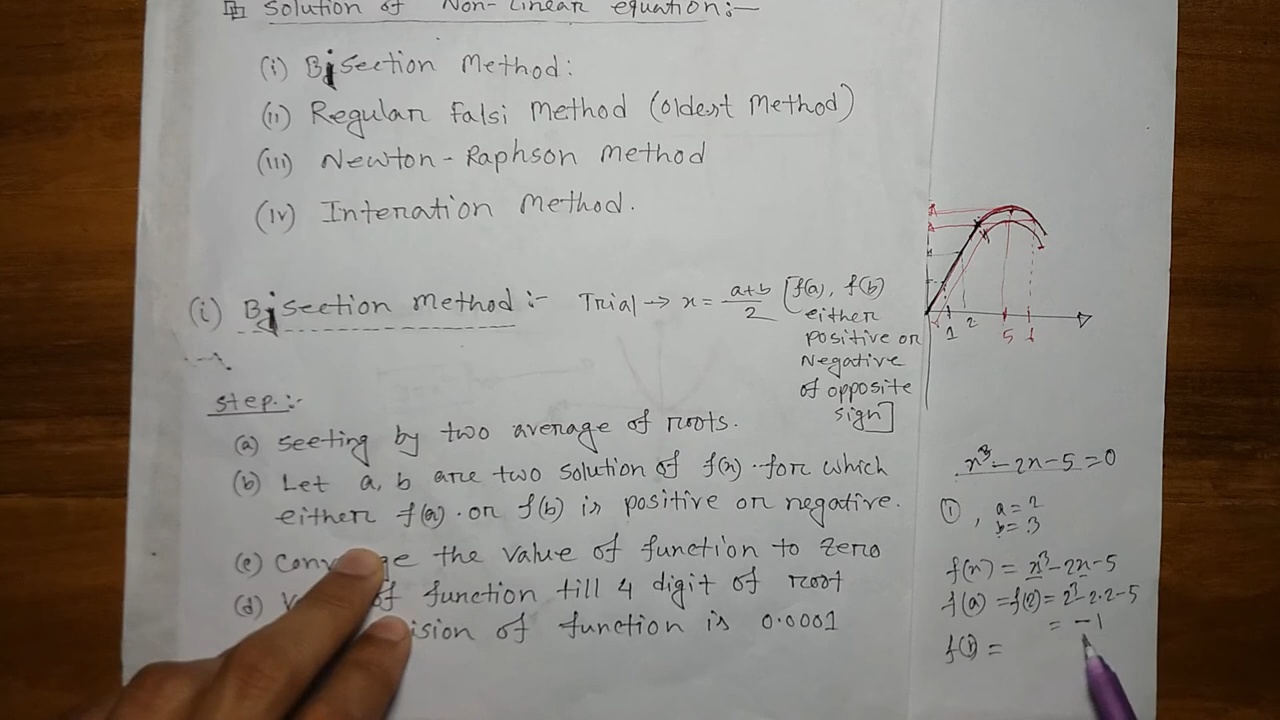 Solution of Non-Linear equation:-
(i) Bisection Method:
(ii) Regular falsi Method (oldest Method)
(iii) Newton-Raphson Method
(iv) Interation Method.
(i) Bisection Method :- Trial → x = a+b/2 [f(a), f(b)
either
positive or
Negative
of opposite
sign]
1 2 5
step:-
(a) seeting by two average of roots.
(b) Let a, b are two solution of f(x) for which
either f(a) or f(b) is positive or negative.
(c) the value of function to zero
(d) of function till 4 digit of root
of function is 0.0001
x³-2x-5=0
①, a=2
b=3
f(x) = x³-2x-5
f(a) = f(2) = 2³-2.2-5
= -1